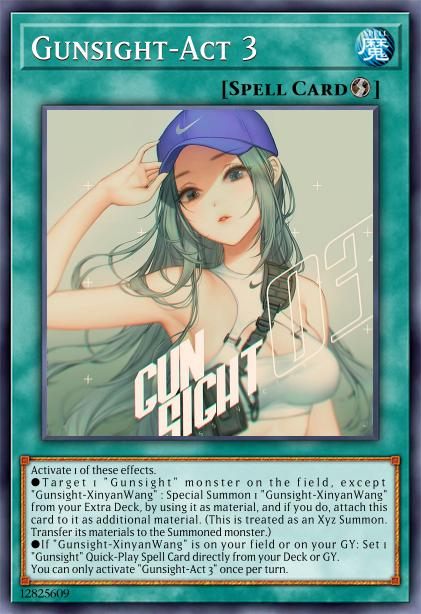 Gunsight-Act 3
SPELL
魔
[Spell Card]
GUN
SIGHT
03
Activate 1 of these effects.
●Target 1 "Gunsight" monster on the field, except
"Gunsight-XinyanWang" : Special Summon 1 "Gunsight-XinyanWang"
from your Extra Deck, by using it as material, and if you do, attach this
card to it as additional material. (This is treated as an Xyz Summon.
Transfer its materials to the Summoned monster.)
●If "Gunsight-XinyanWang" is on your field or on your GY: Set 1
"Gunsight" Quick-Play Spell Card directly from your Deck or GY.
You can only activate "Gunsight-Act 3" once per turn.
12825609